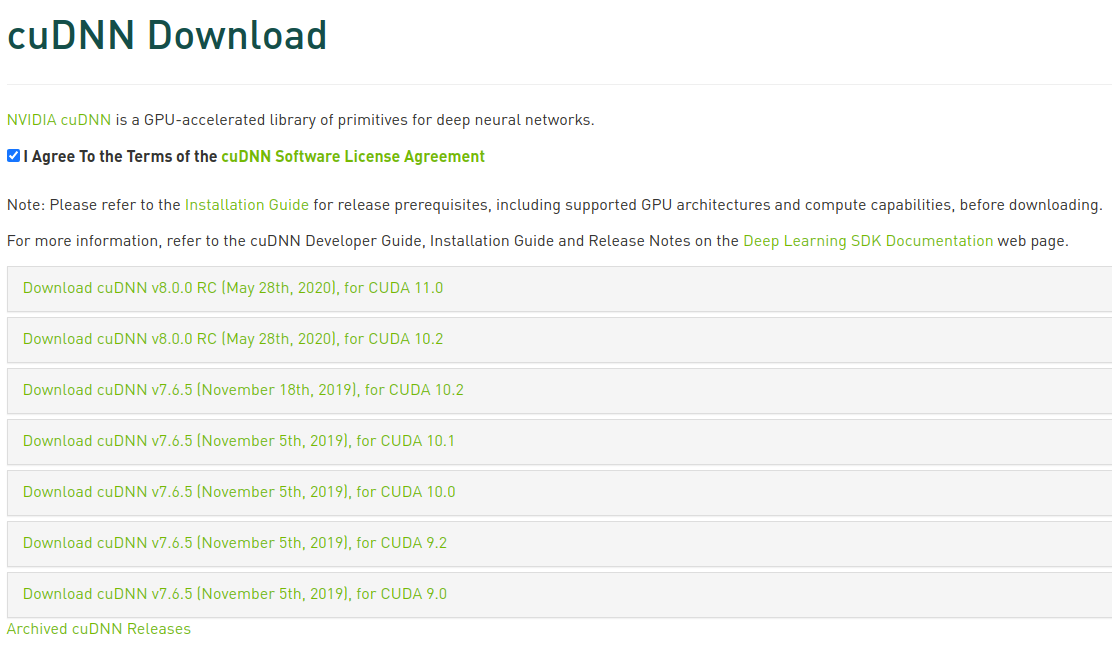 cuDNN Download
NVIDIA cuDNN is a GPU-accelerated library of primitives for deep neural networks.
I Agree To the Terms of the cuDNN Software License Agreement
Note: Please refer to the Installation Guide for release prerequisites, including supported GPU architectures and compute capabilities, before downloading.
For more information, refer to the cuDNN Developer Guide, Installation Guide and Release Notes on the Deep Learning SDK Documentation web page.
Download cuDNN v8.0.0 RC (May 28th, 2020), for CUDA 11.0
Download cuDNN v8.0.0 RC (May 28th, 2020), for CUDA 10.2
Download cuDNN v7.6.5 (November 18th, 2019), for CUDA 10.2
Download cuDNN v7.6.5 (November 5th, 2019), for CUDA 10.1
Download cuDNN v7.6.5 (November 5th, 2019), for CUDA 10.0
Download cuDNN v7.6.5 (November 5th, 2019), for CUDA 9.2
Download cuDNN v7.6.5 (November 5th, 2019), for CUDA 9.0
Archived cuDNN Releases